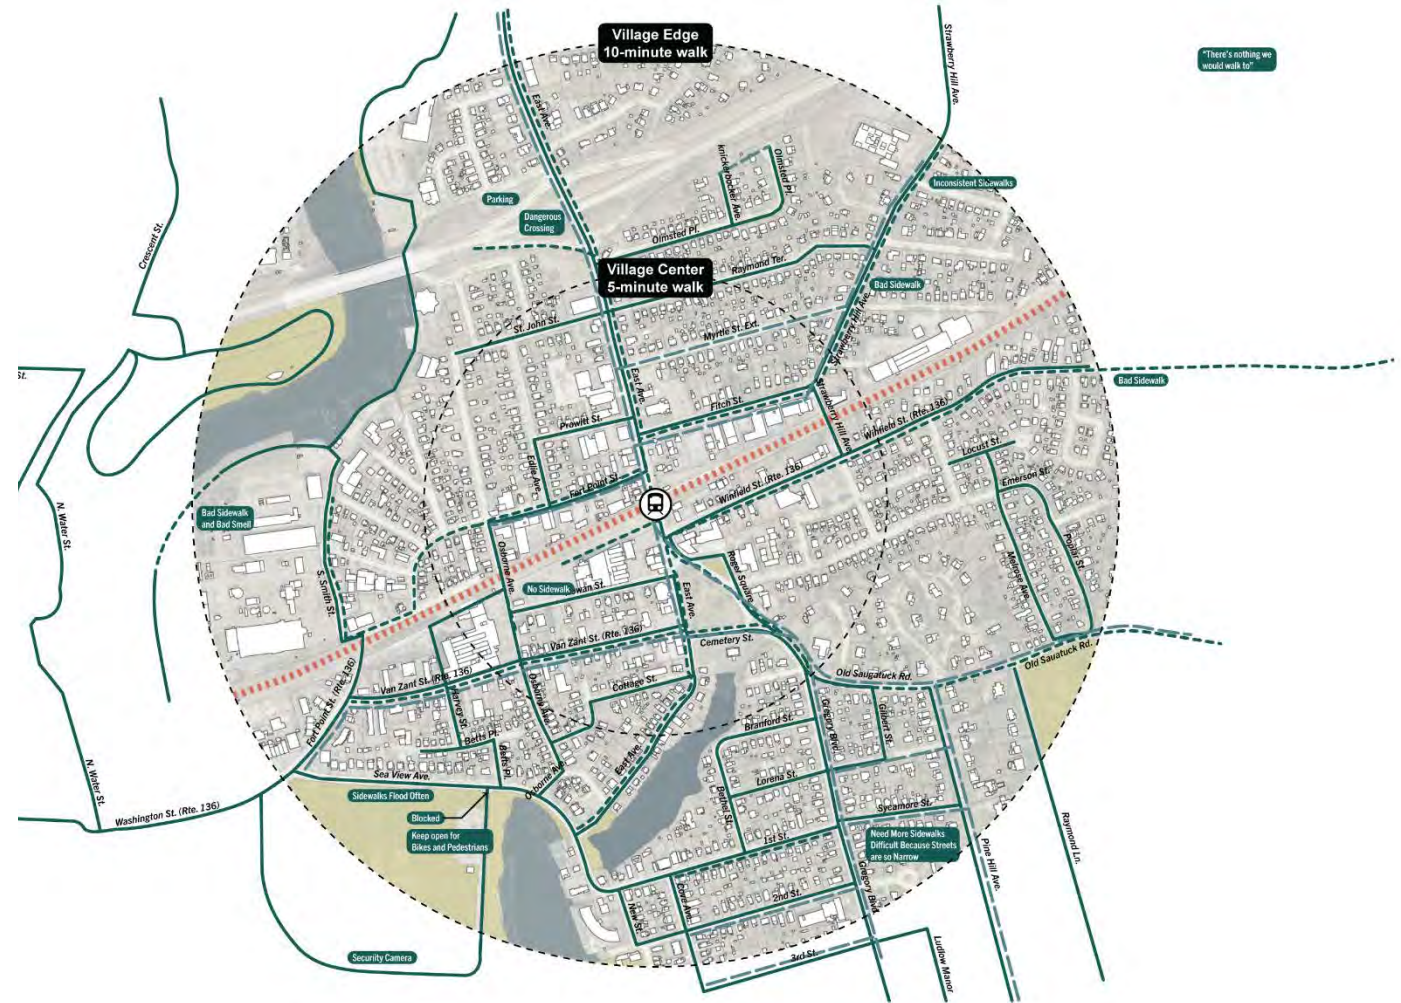 Village Edge
10-minute walk
"There's nothing we
would walk to"
Strawberry Hill Ave.
East Ave.
Knickerbocker Ave.
Olmsted Pl.
Inconsistent Sidewalks
Parking
Dangerous
Crossing
Crescent St.
Olmsted Pl.
Village Center
5-minute walk
Raymond Ter.
Bad Sidewalk
St. John St.
Myrtle St. Ext.
Strawberry Hill Ave.
St.
East Ave.
Bad Sidewalk
Fitch St.
Strawberry Hill Ave.
Winfield St. (Rte. 136)
Prowitt St.
Edlie Ave.
Locust St.
Emerson St.
Fort Point St.
Winfield St. (Rte. 136)
N. Water St.
Bad Sidewalk
and Bad Smell
Poplar St.
Osborne Ave.
Roger Square
Melrose Ave.
S. Smith St.
No Sidewalk
wan St.
East Ave.
Van Zant St. (Rte. 136)
Cemetery St.
Old Sauatuck Rd.
Old Saugatuck Rd.
Van Zant St. (Rte. 136)
Fort Point St. (Rte. 136)
Harvey St.
Osborne Ave.
Cottage St.
Branford St.
Gregory Blvd.
Gilbert St.
Betts Pl.
Betts Pl.
East Ave.
Sea View Ave.
Osborne Ave.
Lorena St.
Bethel St.
N. Water St.
Washington St. (Rte. 136)
Sidewalks Flood Often
Blocked
Keep open for
Bikes and Pedestrians
Sycamore St.
1st St.
Need More Sidewalks
Difficult Because Streets
are so Narrow
Pine Hill Ave.
Raymond Ln.
Gregory Blvd.
2nd St.
Cove Ave.
New St.
3rd St.
Ludlow Manor
Security Camera